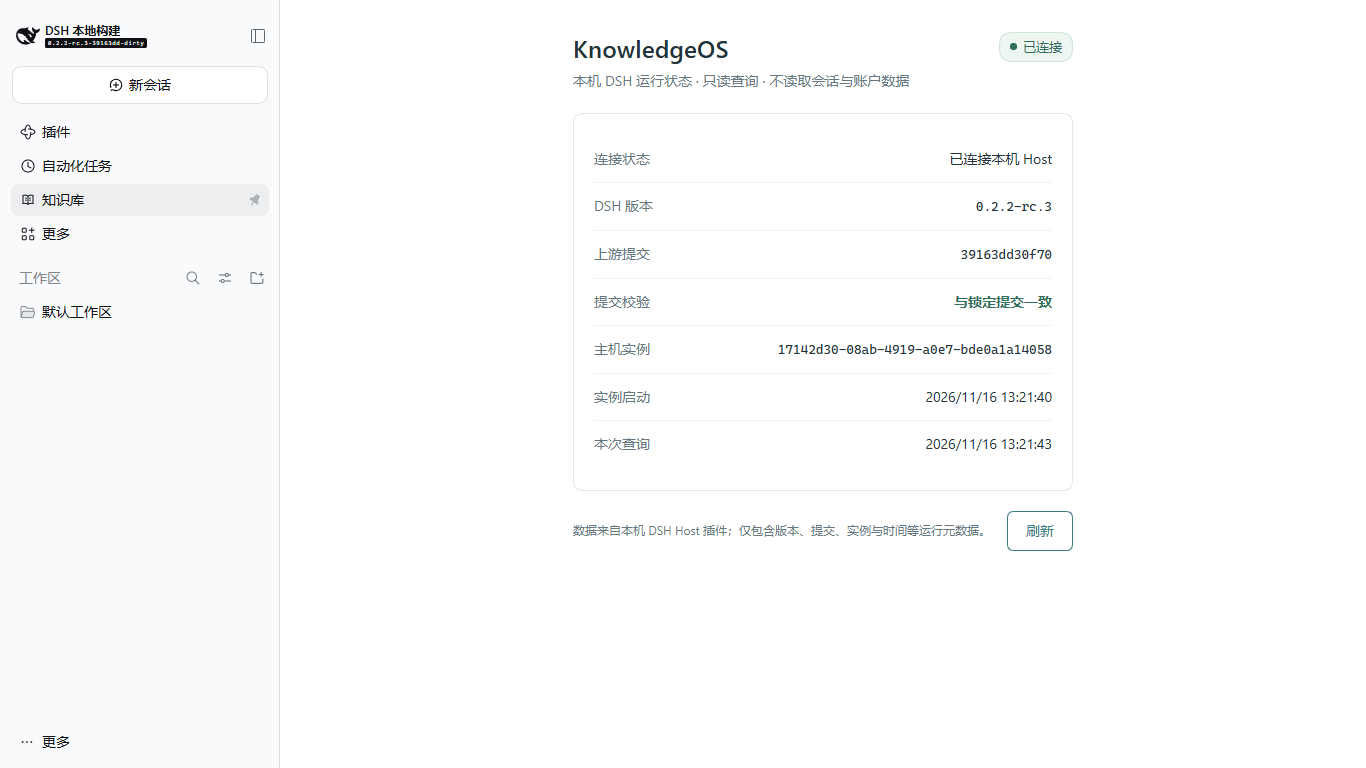 DSH 本地构建
0.2.2-rc.3-39163dd-dirty
新会话
插件
自动化任务
知识库
更多
工作区
默认工作区
更多
KnowledgeOS
已连接
本机 DSH 运行状态 · 只读查询 · 不读取会话与账户数据
连接状态 已连接本机 Host
DSH 版本 0.2.2-rc.3
上游提交 39163dd30f70
提交校验 与锁定提交一致
主机实例 17142d30-08ab-4919-a0e7-bde0a1a14058
实例启动 2026/11/16 13:21:40
本次查询 2026/11/16 13:21:43
数据来自本机 DSH Host 插件；仅包含版本、提交、实例与时间等运行元数据。
刷新